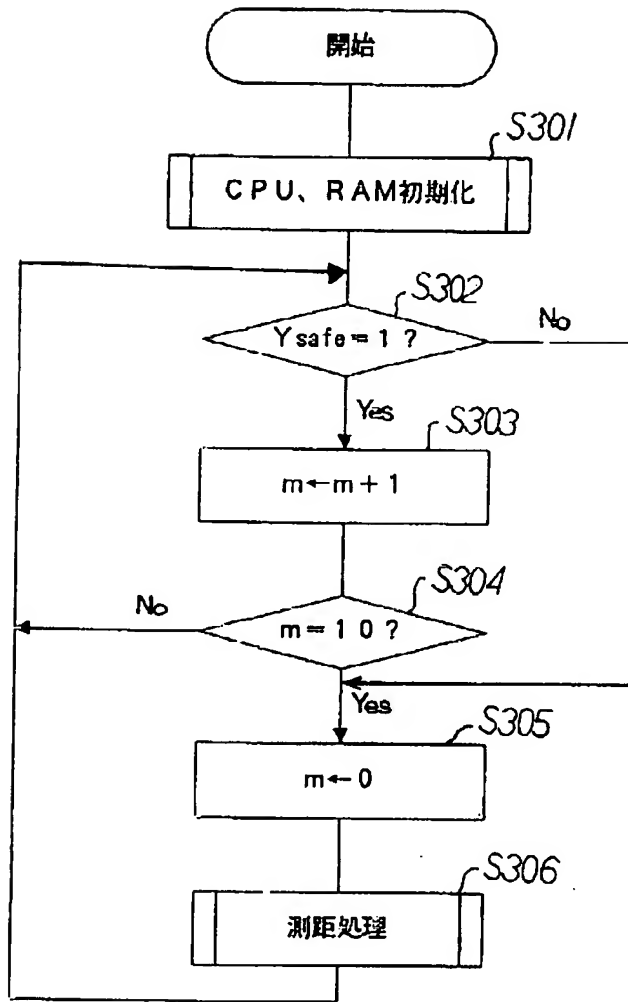 開始
S301
CPU、RAM初期化
S302
Ysafe=1?
No
Yes
S303
m←m+1
S304
No
m=10?
Yes
S305
m←0
S306
測距処理